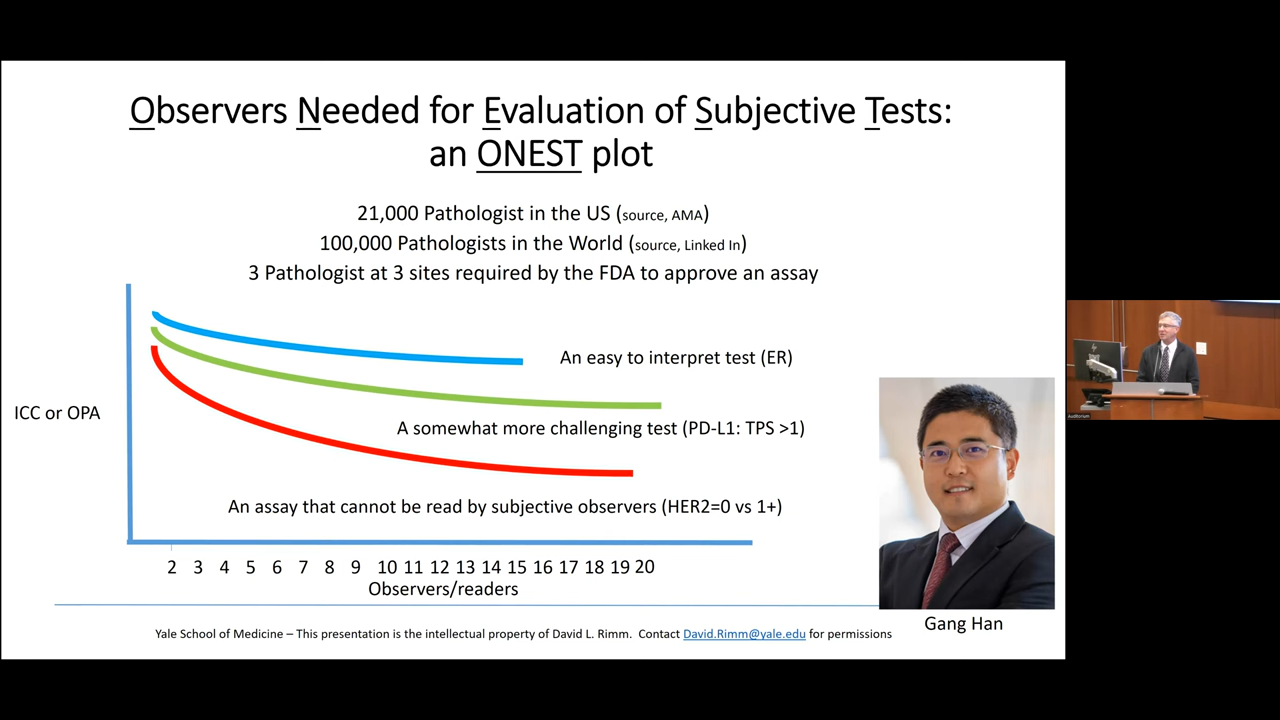 Observers Needed for Evaluation of Subjective Tests:
an ONEST plot
21,000 Pathologist in the US (source, AMA)
100,000 Pathologists in the World (source, Linked In)
3 Pathologist at 3 sites required by the FDA to approve an assay
An easy to interpret test (ER)
ICC or OPA
A somewhat more challenging test (PD-L1: TPS >1)
An assay that cannot be read by subjective observers (HER2=0 vs 1+)
2 3 4 5 6 7 8 9 10 11 12 13 14 15 16 17 18 19 20
Observers/readers
Gang Han
Yale School of Medicine – This presentation is the intellectual property of David L. Rimm. Contact David.Rimm@yale.edu for permissions
hp
Auditorium